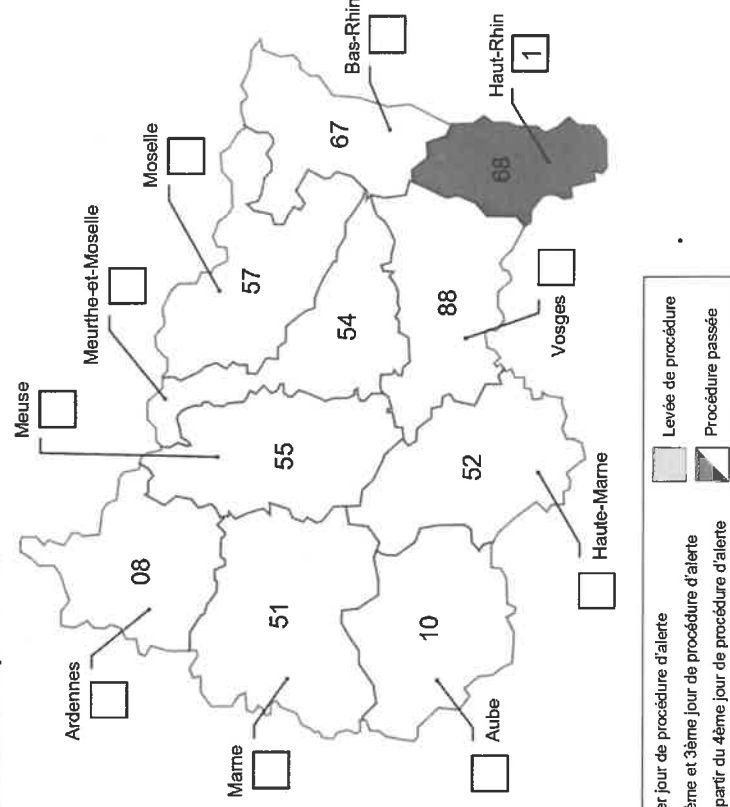 Meuse
Meurthe-et-Moselle
Moselle
Bas-Rhin
Ardennes
08
57
67
55
54
Marne
51
88
68
Haut-Rhin
1
52
10
Vosges
Aube
Haute-Marne
er jour de procédure d'alerte
ème et 3ème jour de procédure d'alerte
partir du 4ème jour de procédure d'alerte
Levée de procédure
Procédure passée